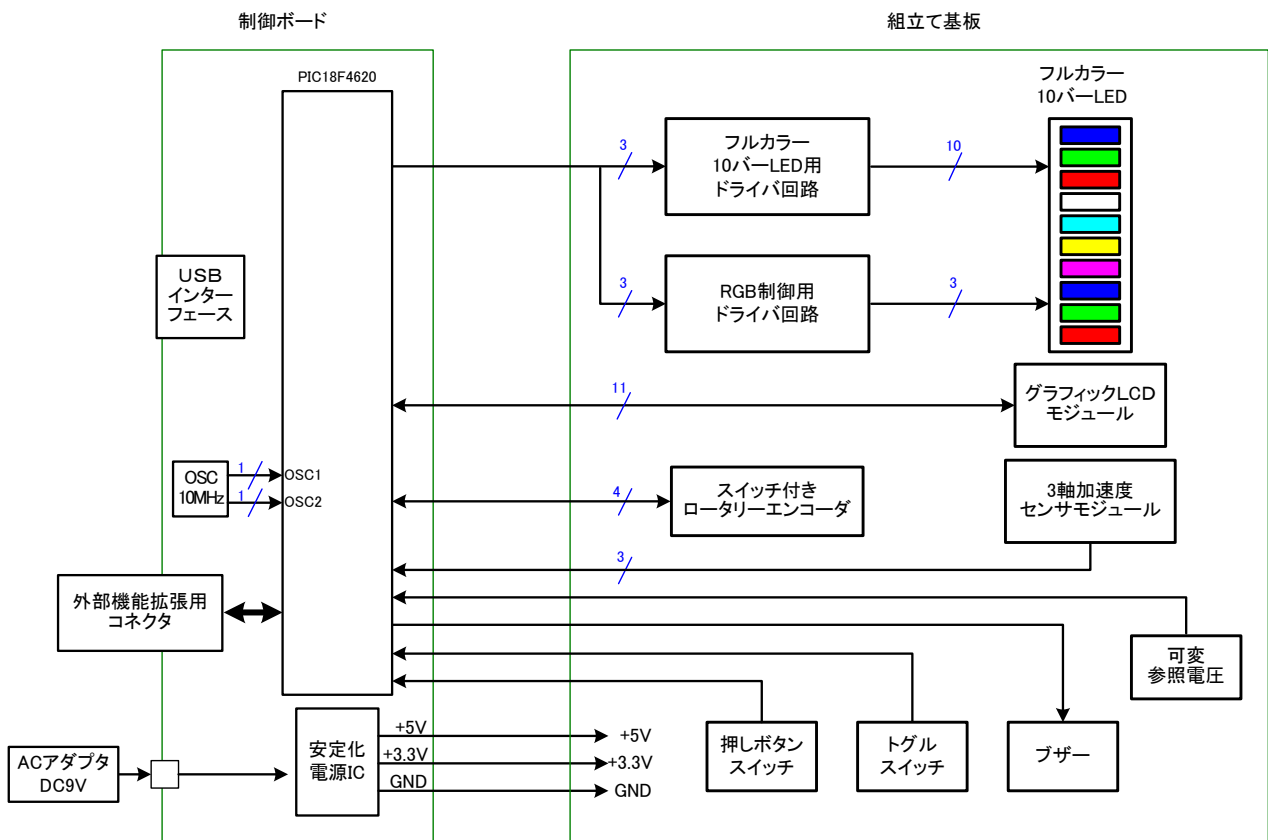 制御ボード
組立て基板
PIC18F4620
フルカラー
10バーLED
フルカラー
10バーLED用
ドライバ回路
3
10
RGB制御用
ドライバ回路
3
3
USB
インター
フェース
グラフィックLCD
モジュール
11
OSC
10MHz
1
1
OSC1
OSC2
スイッチ付き
ロータリーエンコーダ
4
3軸加速度
センサモジュール
3
外部機能拡張用
コネクタ
可変
参照電圧
ACアダプタ
DC9V
安定化
電源IC
+5V
+3.3V
GND
+5V
+3.3V
GND
押しボタン
スイッチ
トグル
スイッチ
ブザー